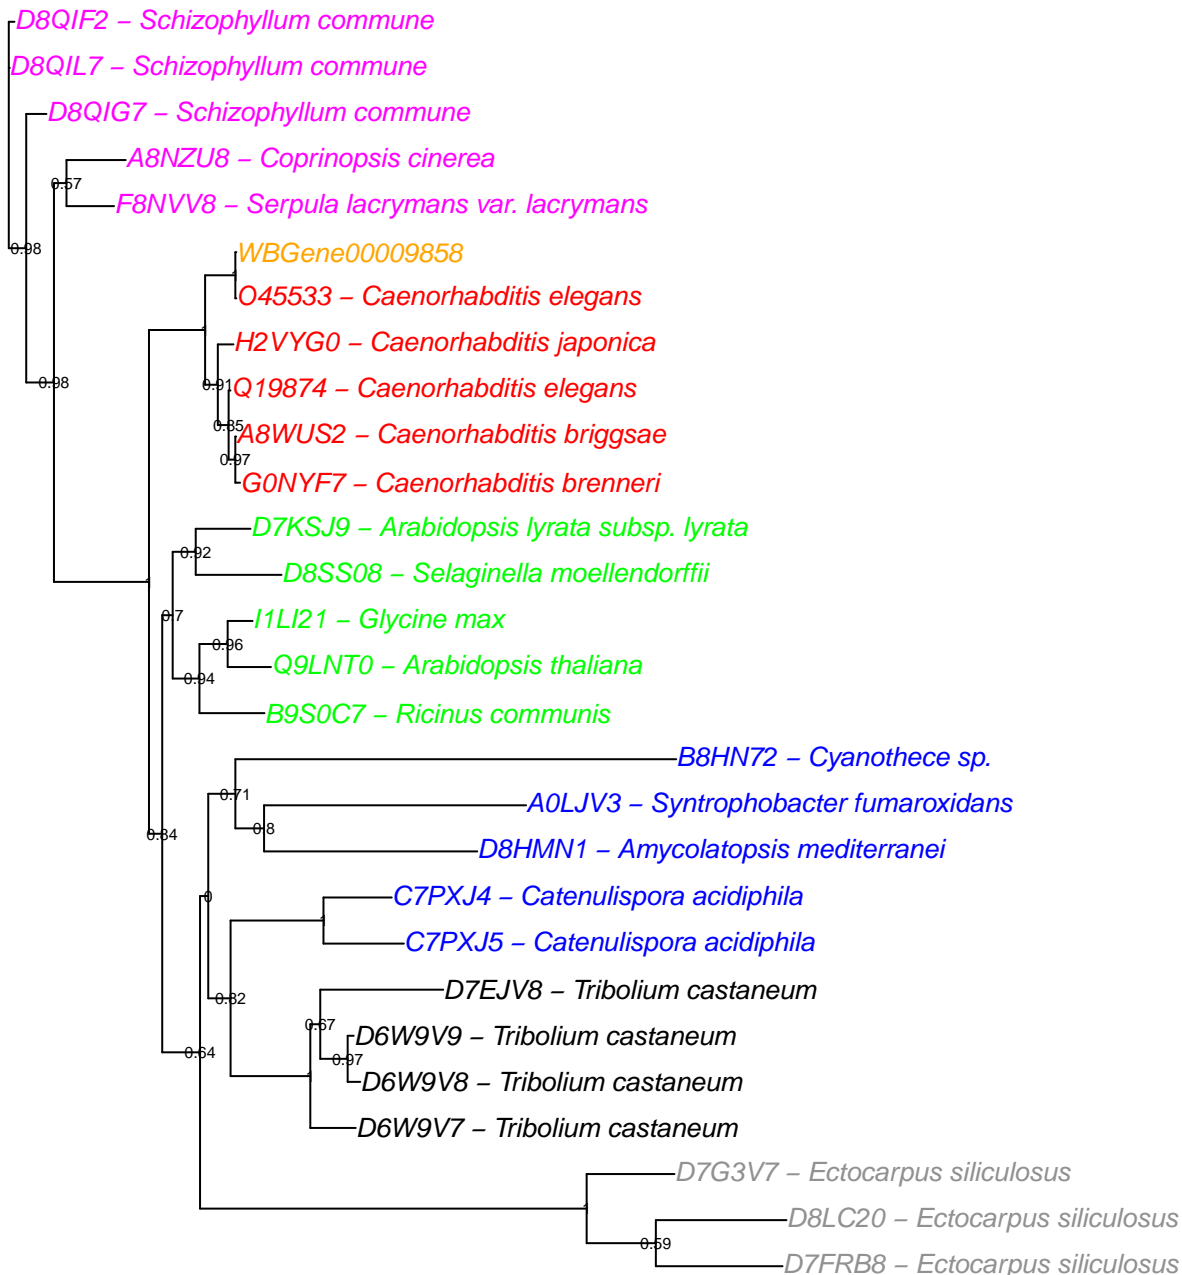 D8QIF2 – Schizophyllum commune
D8QIL7 – Schizophyllum commune
D8QIG7 – Schizophyllum commune
A8NZU8 – Coprinopsis cinerea
0.57
F8NVV8 – Serpula lacrymans var. lacrymans
0.98
WBGene00009858
1
O45533 – Caenorhabditis elegans
1
H2VYG0 – Caenorhabditis japonica
0.98
0.91
Q19874 – Caenorhabditis elegans
0.85
A8WUS2 – Caenorhabditis briggsae
0.97
G0NYF7 – Caenorhabditis brenneri
D7KSJ9 – Arabidopsis lyrata subsp. lyrata
0.92
D8SS08 – Selaginella moellendorffii
1
0.7
I1LI21 – Glycine max
0.96
Q9LNT0 – Arabidopsis thaliana
0.94
B9S0C7 – Ricinus communis
B8HN72 – Cyanothece sp.
0.71
A0LJV3 – Syntrophobacter fumaroxidans
0.8
0.84
D8HMN1 – Amycolatopsis mediterranei
0
C7PXJ4 – Catenulispora acidiphila
1
C7PXJ5 – Catenulispora acidiphila
D7EJV8 – Tribolium castaneum
0.82
0.67
D6W9V9 – Tribolium castaneum
0.97
0.64
D6W9V8 – Tribolium castaneum
1
D6W9V7 – Tribolium castaneum
D7G3V7 – Ectocarpus siliculosus
1
D8LC20 – Ectocarpus siliculosus
0.59
D7FRB8 – Ectocarpus siliculosus